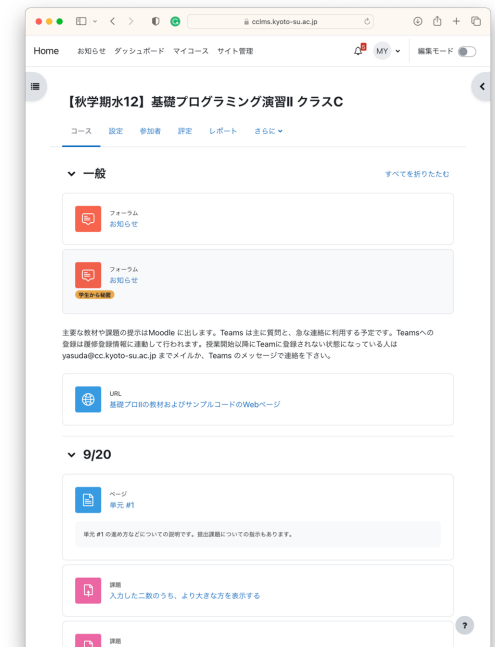 cclms.kyoto-su.ac.jp
Home お知らせ ダッシュボード マイコース サイト管理 MY 編集モード
【秋学期水12】基礎プログラミング演習II クラスC
コース 設定 参加者 評定 レポート さらに
一般 すべてを折りたたむ
フォーラム
お知らせ
フォーラム
お知らせ
学生から秘匿
主要な教材や課題の提示はMoodle に出します。Teams は主に質問と、急な連絡に利用する予定です。Teamsへの
登録は履修登録情報に連動して行われます。授業開始以降にTeamに登録されない状態になっている人は
yasuda@cc.kyoto-su.ac.jp までメイルか、Teams のメッセージで連絡を下さい。
URL
基礎プロIIの教材およびサンプルコードのWebページ
9/20
ページ
単元 #1
単元 #1 の進め方などについての説明です。提出課題についての指示もあります。
課題
入力した二数のうち、より大きな方を表示する
?
課題